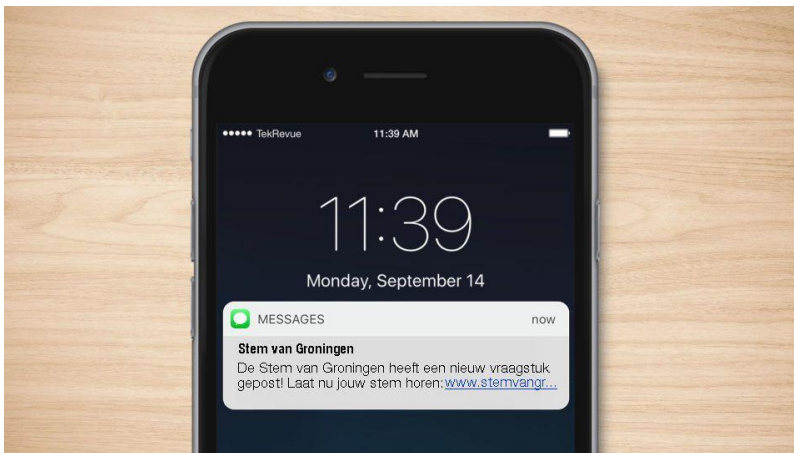 TekRevue 11:39 AM
11:39
Monday, September 14
MESSAGES now
Stem van Groningen
De Stem van Groningen heeft een nieuw vraagstuk
gepost! Laat nu jouw stem horen:www.stemvangr...